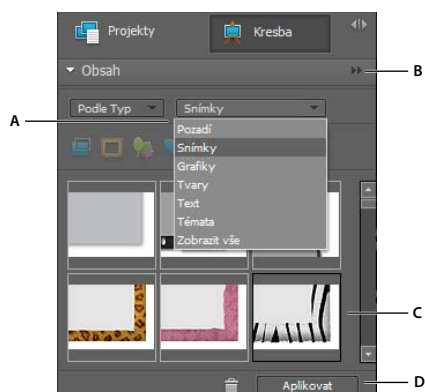 Projekty
Kresba
Obsah
B
Podle Typ
Snímky
A
Pozadí
Snímky
Grafiky
Tvary
Text
Témata
Zobrazit vše
C
Aplikovat
D